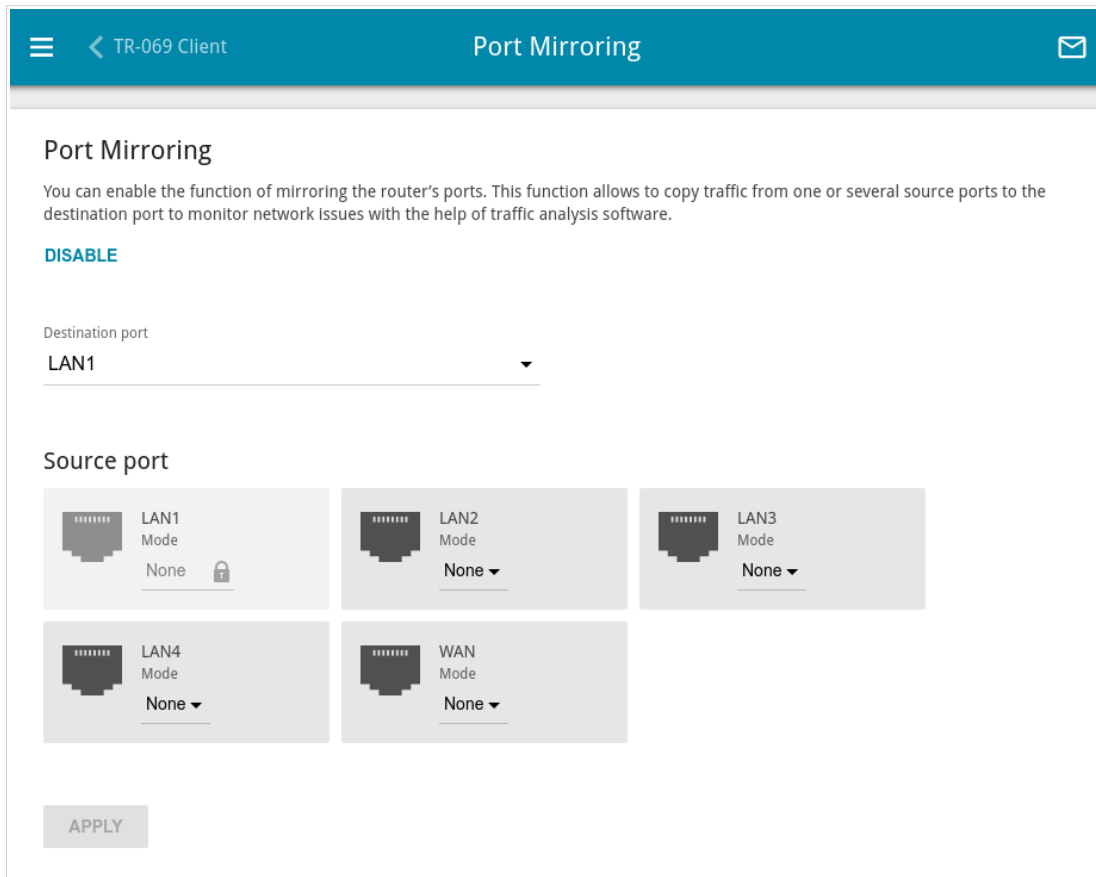 TR-069 Client
Port Mirroring
Port Mirroring
You can enable the function of mirroring the router's ports. This function allows to copy traffic from one or several source ports to the
destination port to monitor network issues with the help of traffic analysis software.
DISABLE
Destination port
LAN1
Source port
LAN1
Mode
None
LAN2
Mode
None
LAN3
Mode
None
LAN4
Mode
None
WAN
Mode
None
APPLY